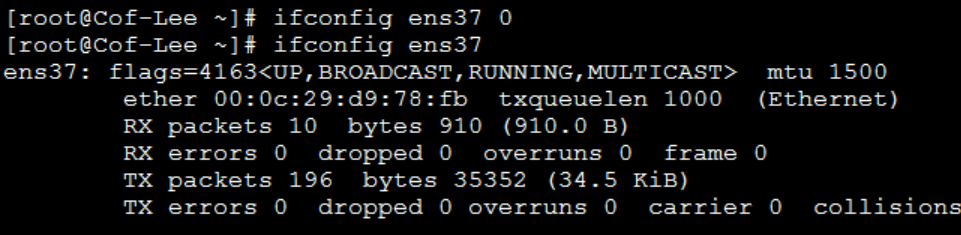 [root@Cof-Lee ~]# ifconfig ens37 0
[root@Cof-Lee ~]# ifconfig ens37
ens37: flags=4163<UP,BROADCAST,RUNNING,MULTICAST>  mtu 1500
        ether 00:0c:29:d9:78:fb  txqueuelen 1000  (Ethernet)
        RX packets 10  bytes 910 (910.0 B)
        RX errors 0  dropped 0  overruns 0  frame 0
        TX packets 196  bytes 35352 (34.5 KiB)
        TX errors 0  dropped 0 overruns 0  carrier 0  collisions